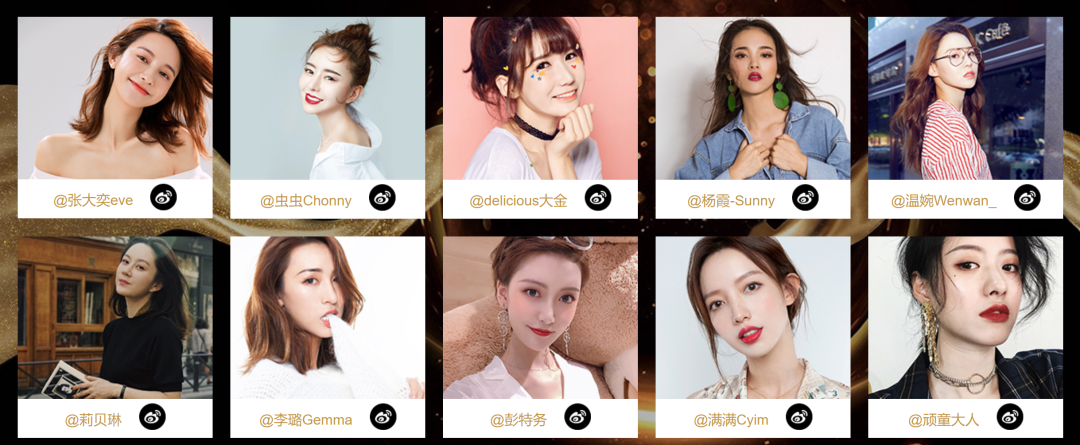 @张大奕eve
@虫虫Chonny
@delicious大金
@杨霞-Sunny
@温婉Wenwan_
@莉贝琳
@李璐Gemma
@彭特务
@满满Cyim
@顽童大人